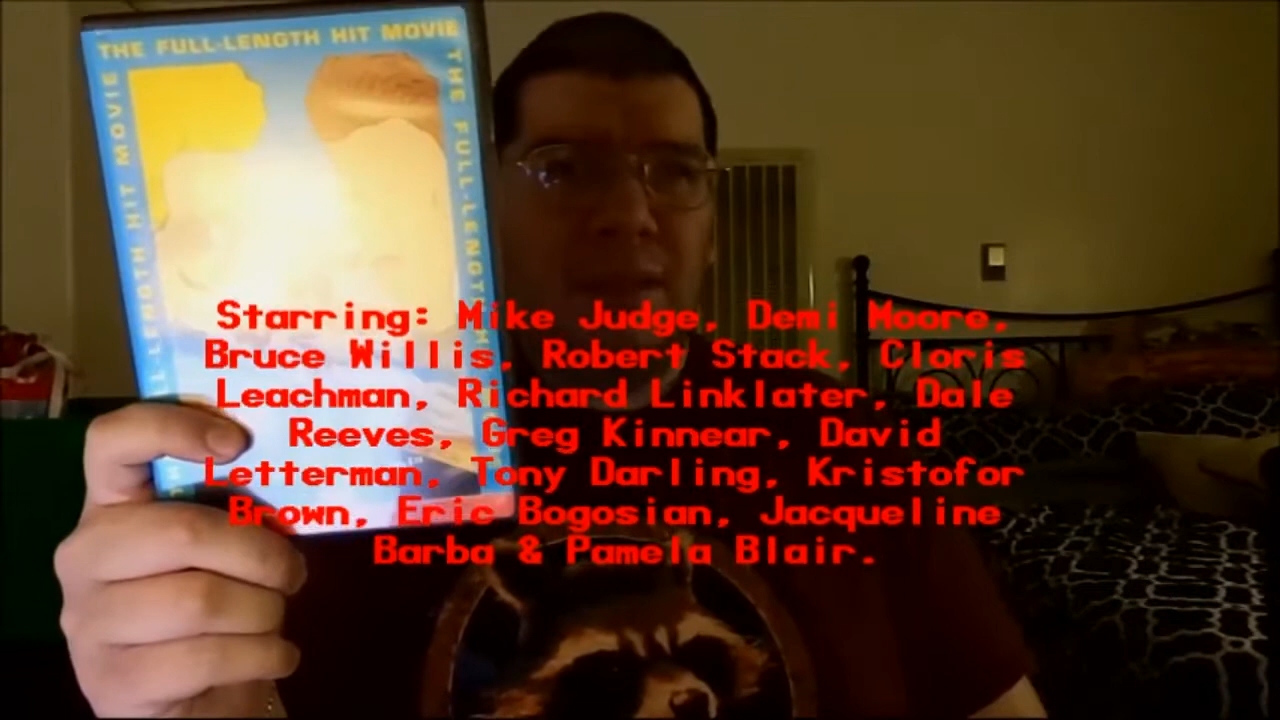 THE FULL-LENGTH HIT MOVIE
THE FULL-LENGTH
LENGTH HIT MOVIE
Starring: Mike Judge, Demi Moore,
Bruce Willis, Robert Stack, Cloris
Leachman, Richard Linklater, Dale
Reeves, Greg Kinnear, David
Letterman, Tony Darling, Kristofor
Brown, Eric Bogosian, Jacqueline
Barba & Pamela Blair.